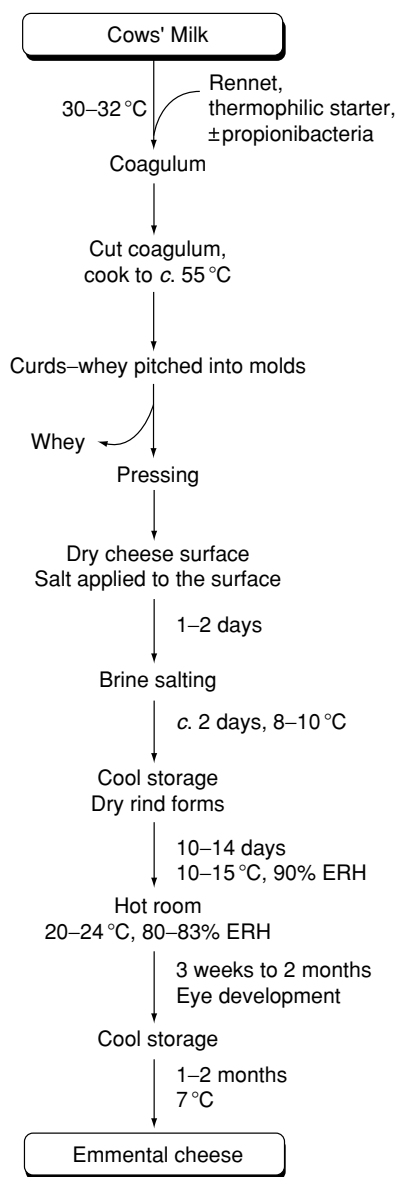 Cows' Milk
30–32 °C
Rennet,
thermophilic starter,
±propionibacteria
Coagulum
Cut coagulum,
cook to c. 55 °C
Curds–whey pitched into molds
Whey
Pressing
Dry cheese surface
Salt applied to the surface
1–2 days
Brine salting
c. 2 days, 8–10 °C
Cool storage
Dry rind forms
10–14 days
10–15 °C, 90% ERH
Hot room
20–24 °C, 80–83% ERH
3 weeks to 2 months
Eye development
Cool storage
1–2 months
7 °C
Emmental cheese